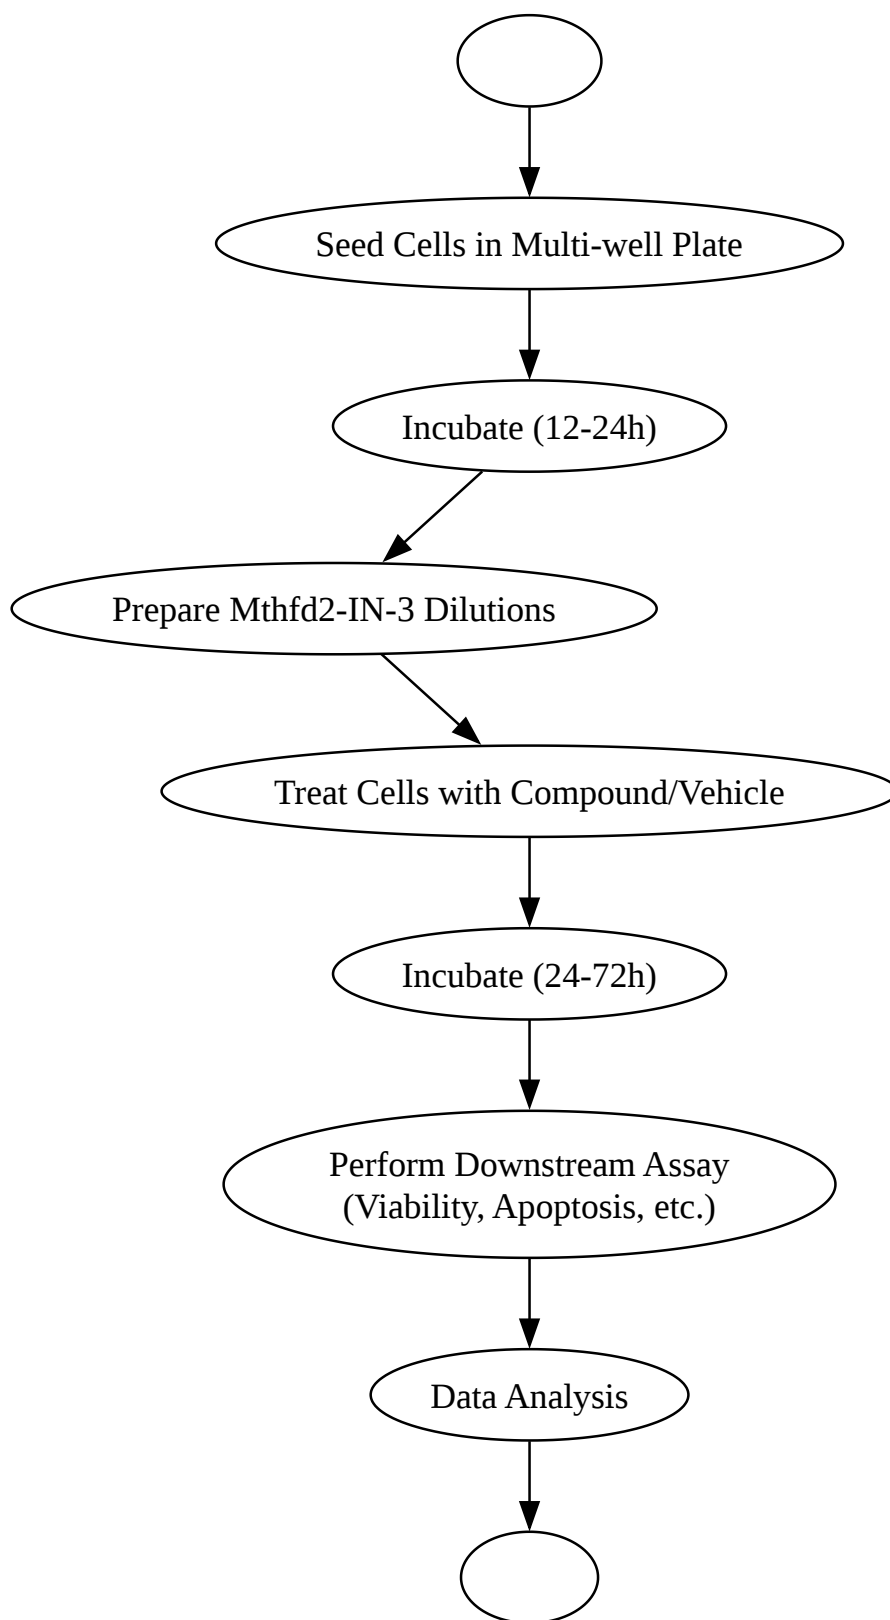 Seed Cells in Multi-well Plate
Incubate (12-24h)
Prepare Mthfd2-IN-3 Dilutions
Treat Cells with Compound/Vehicle
Incubate (24-72h)
Perform Downstream Assay
(Viability, Apoptosis, etc.)
Data Analysis